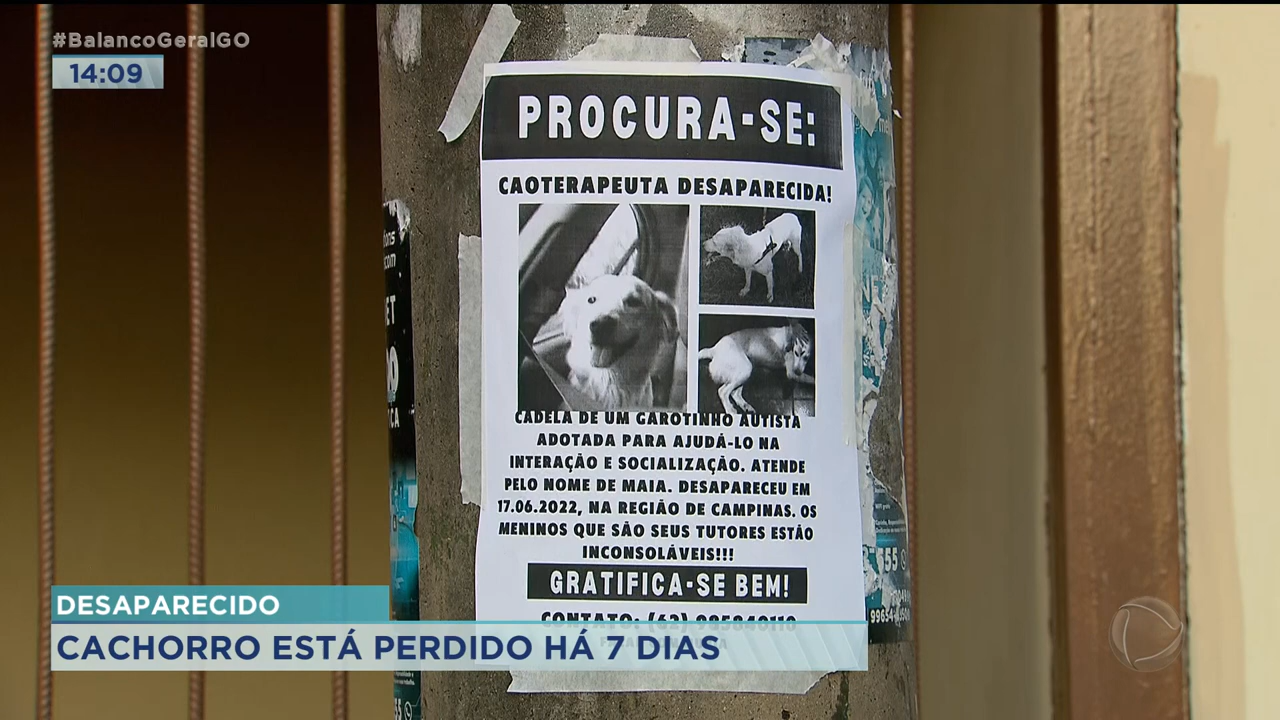 #BalancoGeralGO
14:09
PROCURA-SE:
CAOTERAPEUTA DESAPARECIDA!
CADELA DE UM GAROTINHO AUTISTA
ADOTADA PARA AJUDÁ-LO NA
INTERAÇÃO E SOCIALIZAÇÃO. ATENDE
PELO NOME DE MAIA. DESAPARECEU EM
17.06.2022, NA REGIÃO DE CAMPINAS. OS
MENINOS QUE SÃO SEUS TUTORES ESTÃO
INCONSOLÁVEIS!!!
GRATIFICA-SE BEM!
CONTATO: (62)
DESAPARECIDO
CACHORRO ESTÁ PERDIDO HÁ 7 DIAS